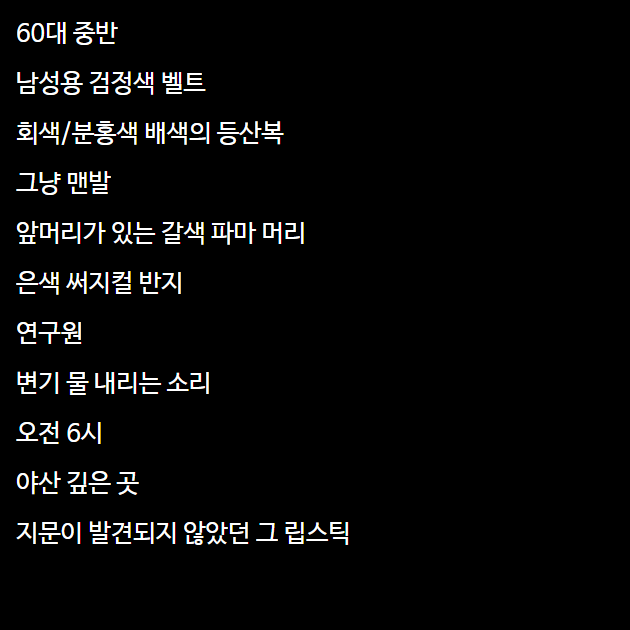 60대 중반
남성용 검정색 벨트
회색/분홍색 배색의 등산복
그냥 맨발
앞머리가 있는 갈색 파마 머리
은색 써지컬 반지
연구원
변기 물 내리는 소리
오전 6시
야산 깊은 곳
지문이 발견되지 않았던 그 립스틱